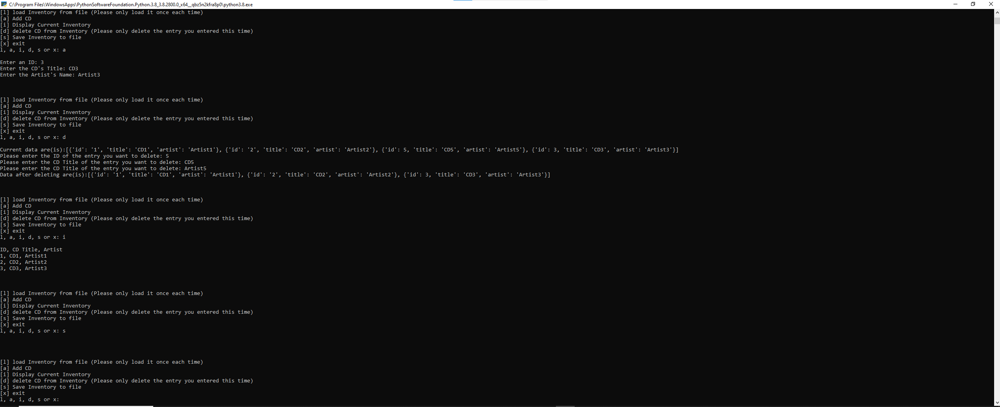 C:\Program Files\WindowsApps\PythonSoftwareFoundation.Python.3.8_3.8.2800.0_x64__qbz5n2kfra8p0\python3.8.exe
[l] load Inventory from file (Please only load it once each time)
[a] Add CD
[i] Display Current Inventory
[d] delete CD from Inventory (Please only delete the entry you entered this time)
[s] Save Inventory to file
[x] exit
l, a, i, d, s or x: a
Enter an ID: 3
Enter the CD's Title: CD3
Enter the Artist's Name: Artist3
[l] load Inventory from file (Please only load it once each time)
[a] Add CD
[i] Display Current Inventory
[d] delete CD from Inventory (Please only delete the entry you entered this time)
[s] Save Inventory to file
[x] exit
l, a, i, d, s or x: d
Current data are(is):[{'id': '1', 'title': 'CD1', 'artist': 'Artist1'}, {'id': '2', 'title': 'CD2', 'artist': 'Artist2'}, {'id': 5, 'title': 'CD5', 'artist': 'Artist5'}, {'id': 3, 'title': 'CD3', 'artist': 'Artist3'}]
Please enter the ID of the entry you want to delete: 5
Please enter the CD Title of the entry you want to delete: CD5
Please enter the CD Title of the entry you want to delete: Artist5
Data after deleting are(is):[{'id': '1', 'title': 'CD1', 'artist': 'Artist1'}, {'id': '2', 'title': 'CD2', 'artist': 'Artist2'}, {'id': 3, 'title': 'CD3', 'artist': 'Artist3'}]
[l] load Inventory from file (Please only load it once each time)
[a] Add CD
[i] Display Current Inventory
[d] delete CD from Inventory (Please only delete the entry you entered this time)
[s] Save Inventory to file
[x] exit
l, a, i, d, s or x: i
ID, CD Title, Artist
1, CD1, Artist1
2, CD2, Artist2
3, CD3, Artist3
[l] load Inventory from file (Please only load it once each time)
[a] Add CD
[i] Display Current Inventory
[d] delete CD from Inventory (Please only delete the entry you entered this time)
[s] Save Inventory to file
[x] exit
l, a, i, d, s or x: s
[l] load Inventory from file (Please only load it once each time)
[a] Add CD
[i] Display Current Inventory
[d] delete CD from Inventory (Please only delete the entry you entered this time)
[s] Save Inventory to file
[x] exit
l, a, i, d, s or x: